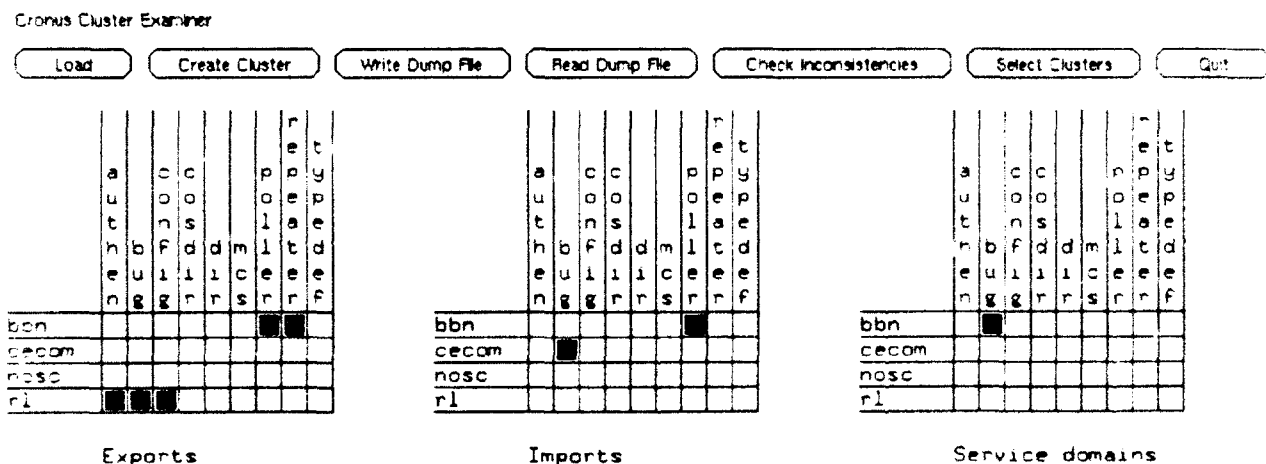 Cronus Cluster Examiner
Load Create Cluster Write Dump File Read Dump File Check Inconsistencies Select Clusters Quit
authen bug config cosdir dir mcs poller repeater typedef
authen bug config cosdir dir mcs poller repeater typedef
authen bug config cosdir dir mcs poller repeater typedef
bbn bbn bbn
cecom cecom cecom
nosc nosc nosc
rl rl rl
Exports Imports Service domains